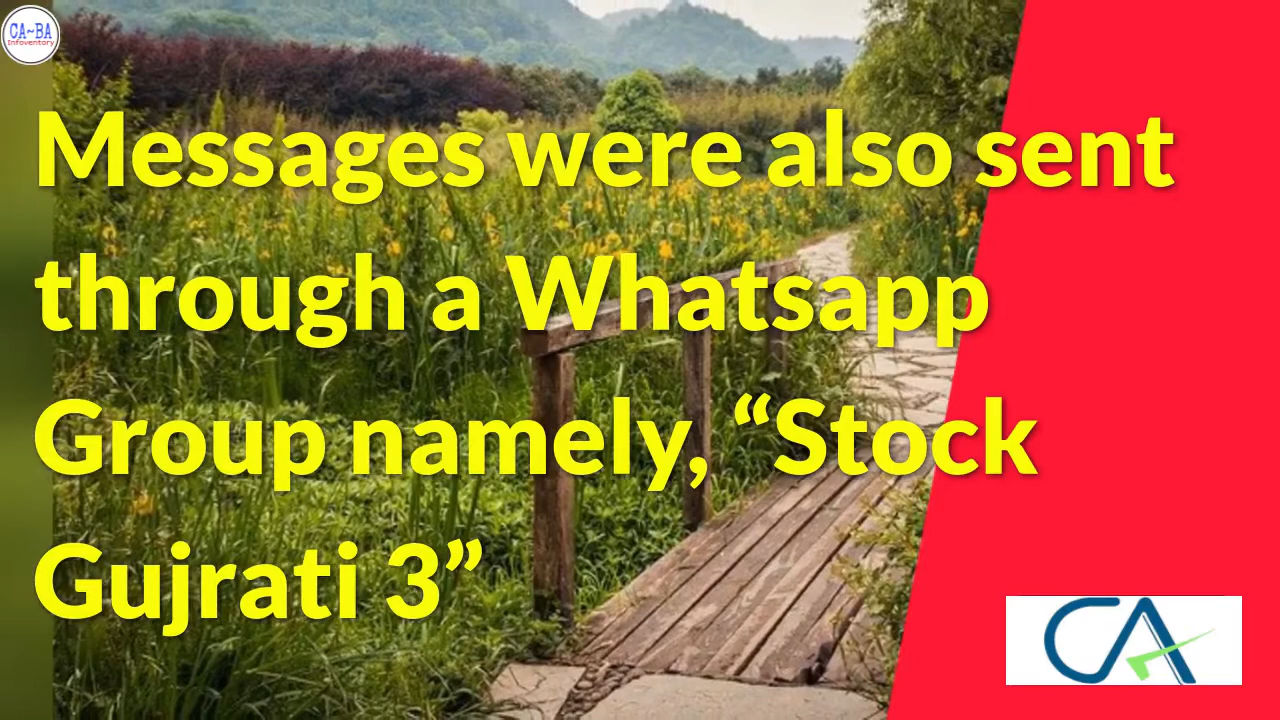 CA~BA
Infoventory
Messages were also sent
through a Whatsapp
Group namely, “Stock
Gujrati 3”
CA